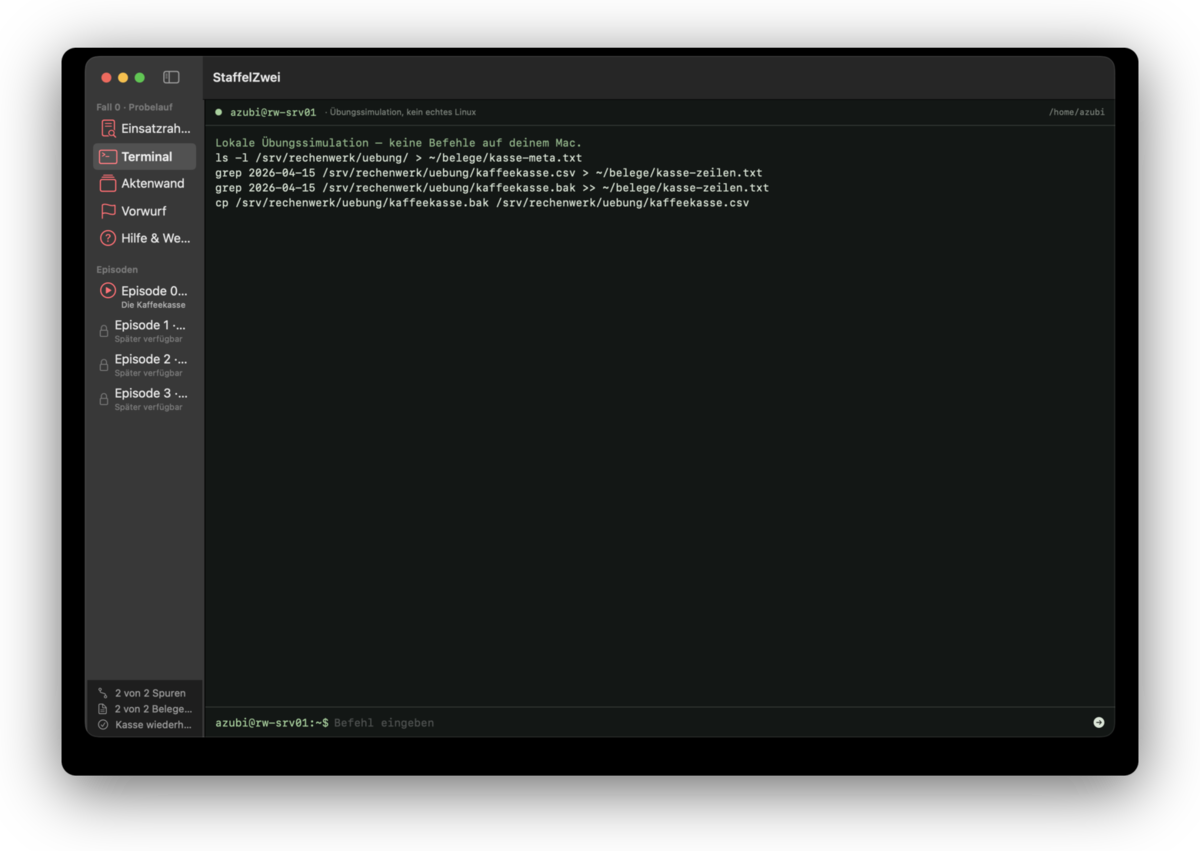 StaffelZwei
Fall 0 · Probelauf
Einsatzrah...
Terminal
Aktenwand
Vorwurf
Hilfe & We...
Episoden
Episode 0...
Die Kaffeekasse
Episode 1 ·...
Später verfügbar
Episode 2 ·...
Später verfügbar
Episode 3 ·...
Später verfügbar
2 von 2 Spuren
2 von 2 Belege...
Kasse wiederh...
azubi@rw-srv01 · Übungssimulation, kein echtes Linux
/home/azubi
Lokale Übungssimulation — keine Befehle auf deinem Mac.
ls -l /srv/rechenwerk/uebung/ > ~/belege/kasse-meta.txt
grep 2026-04-15 /srv/rechenwerk/uebung/kaffeekasse.csv > ~/belege/kasse-zeilen.txt
grep 2026-04-15 /srv/rechenwerk/uebung/kaffeekasse.bak >> ~/belege/kasse-zeilen.txt
cp /srv/rechenwerk/uebung/kaffeekasse.bak /srv/rechenwerk/uebung/kaffeekasse.csv
azubi@rw-srv01:~$ Befehl eingeben